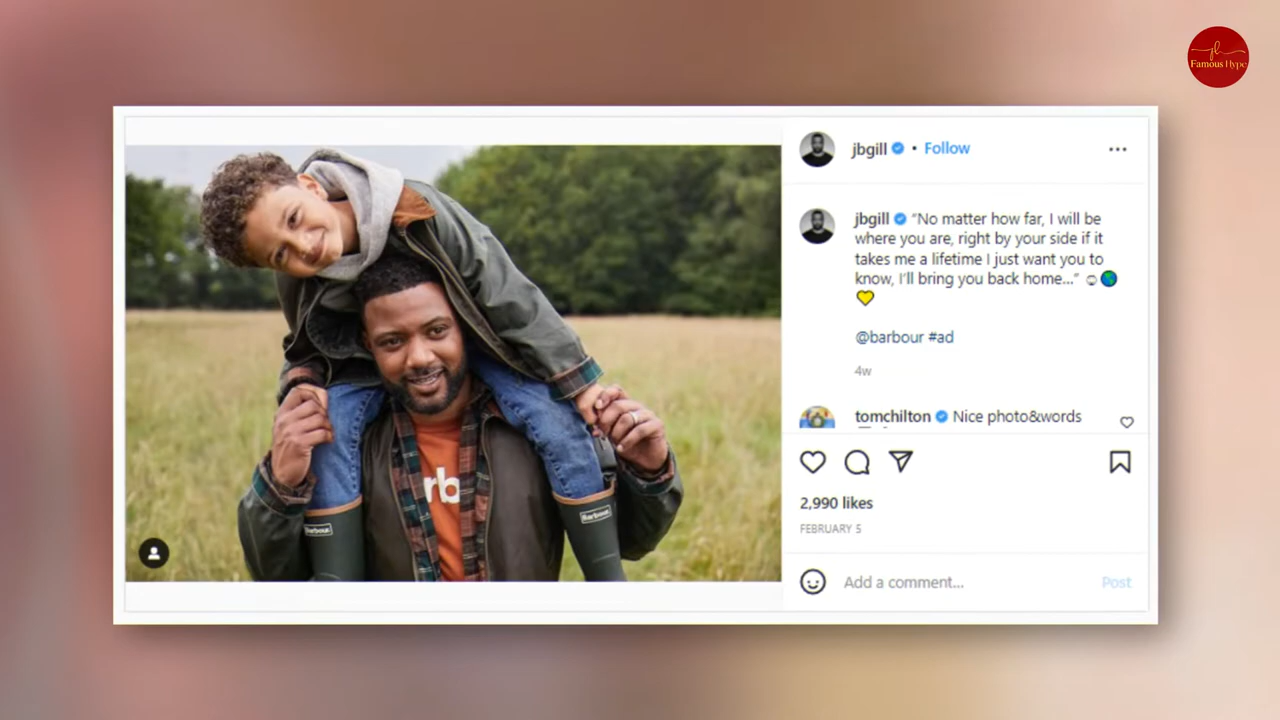 Famous Hype
jbgill • Follow
jbgill "No matter how far, I will be
where you are, right by your side if it
takes me a lifetime I just want you to
know, I'll bring you back home..." 🌎
💛
@barbour #ad
4w
tomchilton Nice photo&words
2,990 likes
FEBRUARY 5
Add a comment...
Post
rb
Barbour
Barbour